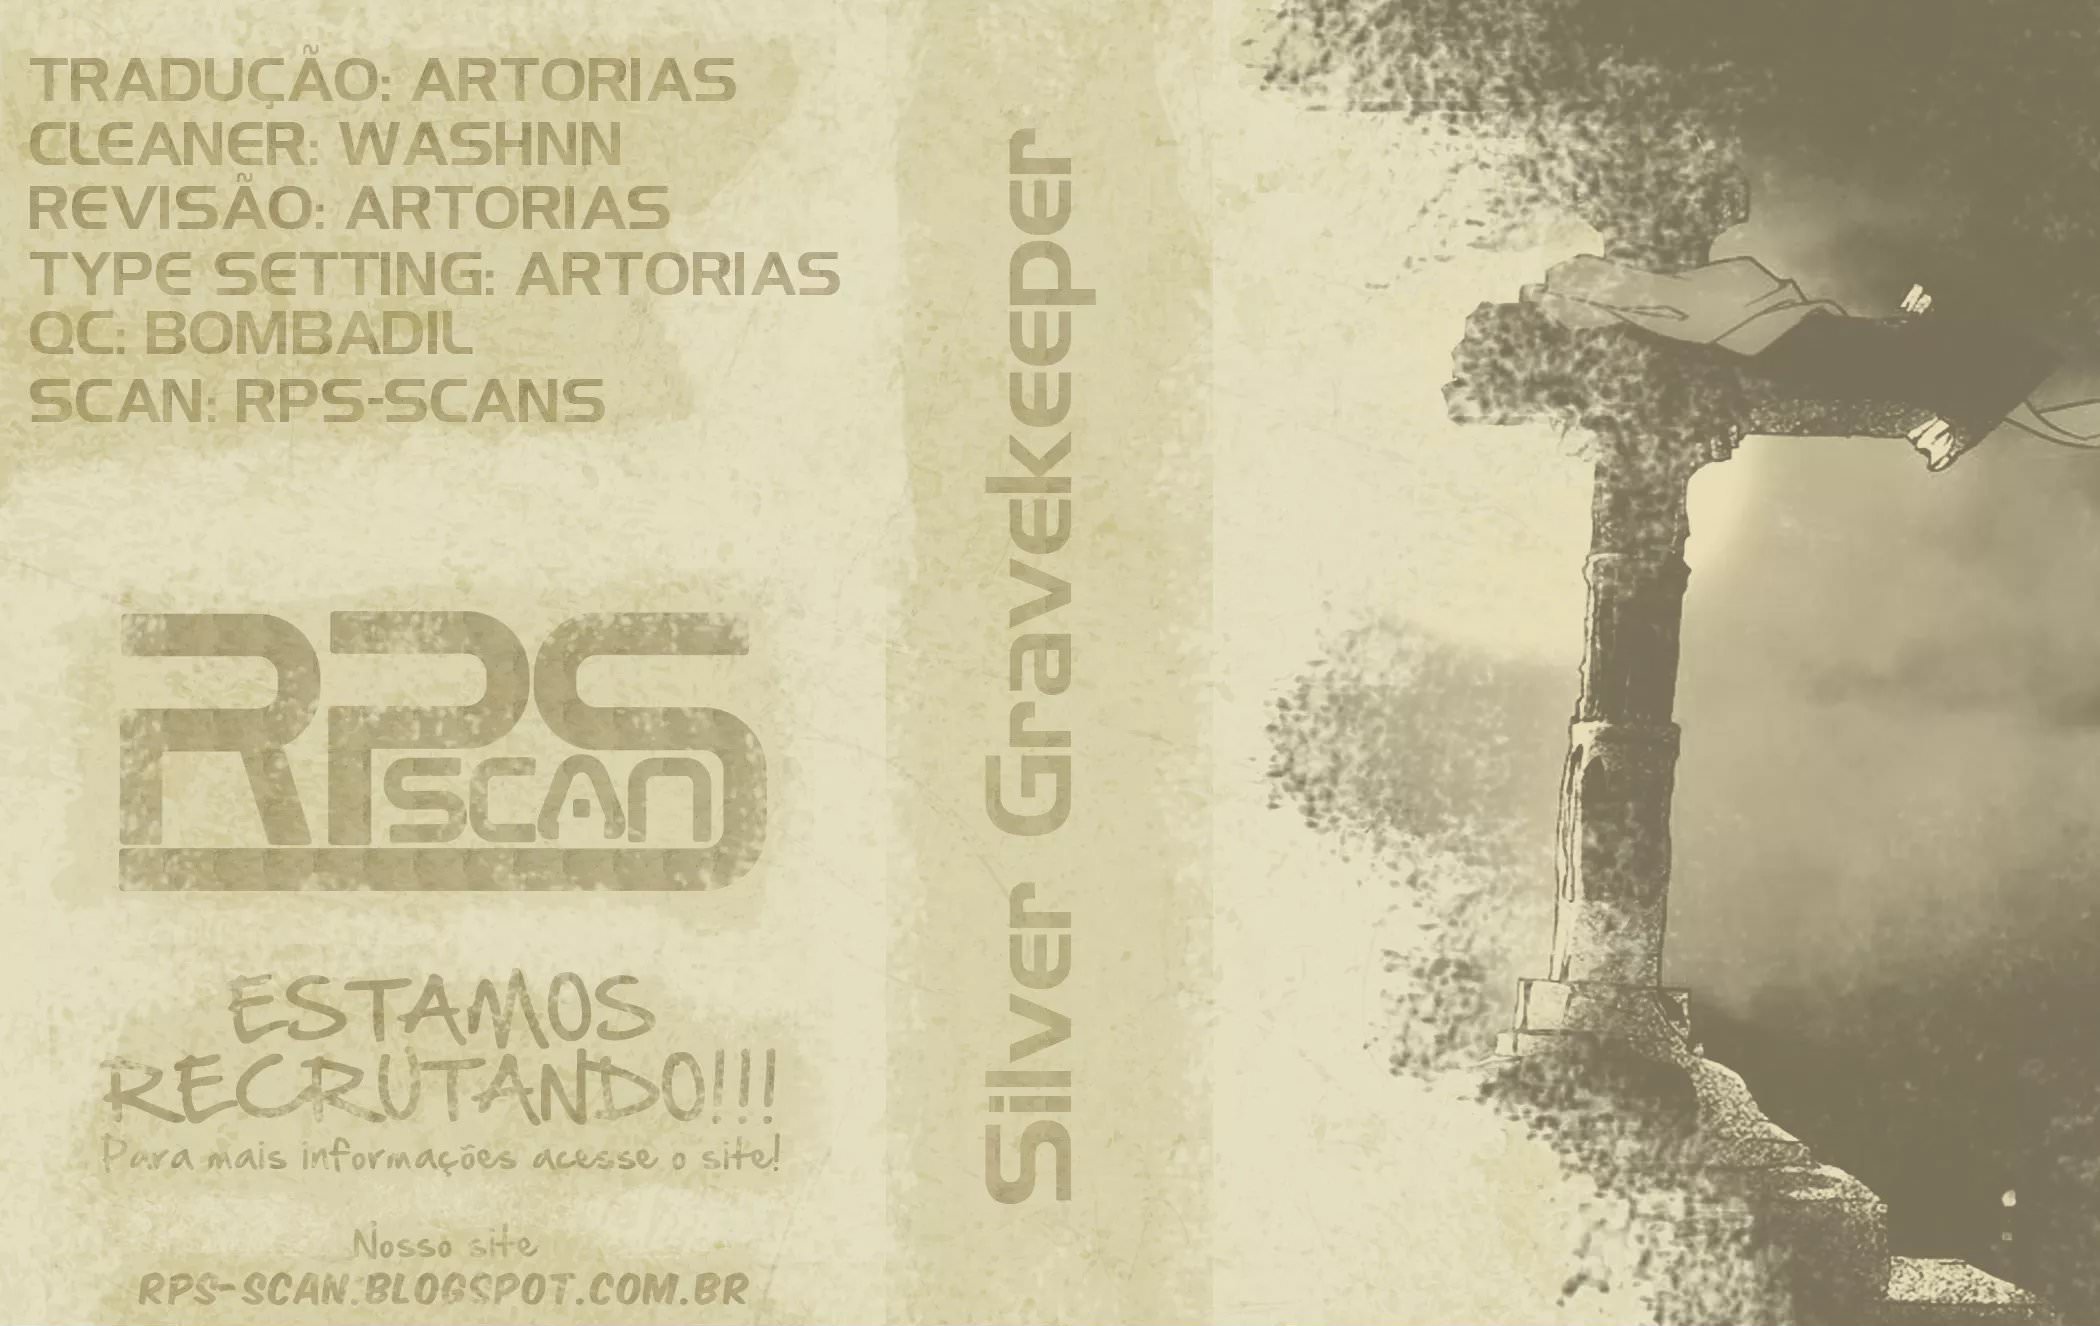 TRADUÇÃO: ARTORIAS
CLEANER: WASHNN
REVISÃO: ARTORIAS
TYPE SETTING: ARTORIAS
QC: BOMBADIL
SCAN: RPS-SCANS
RPS
SCAN
ESTAMOS
RECRUTANDO!!!
Para mais informações acesse o site!
Nosso site
RPS-SCAN.BLOGSPOT.COM.BR
Silver Gravekeeper